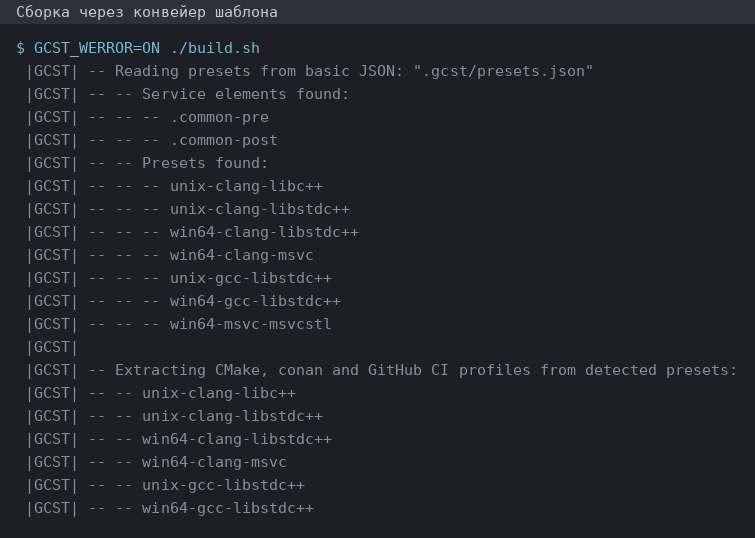 Сборка через конвейер шаблона
$ GCST_WERROR=ON ./build.sh
|GCST| -- Reading presets from basic JSON: ".gcst/presets.json"
|GCST| -- -- Service elements found:
|GCST| -- -- -- .common-pre
|GCST| -- -- -- .common-post
|GCST| -- -- Presets found:
|GCST| -- -- -- unix-clang-libc++
|GCST| -- -- -- unix-clang-libstdc++
|GCST| -- -- -- win64-clang-libstdc++
|GCST| -- -- -- win64-clang-msvc
|GCST| -- -- -- unix-gcc-libstdc++
|GCST| -- -- -- win64-gcc-libstdc++
|GCST| -- -- -- win64-msvc-msvcstl
|GCST|
|GCST| -- Extracting CMake, conan and GitHub CI profiles from detected presets:
|GCST| -- -- unix-clang-libc++
|GCST| -- -- unix-clang-libstdc++
|GCST| -- -- win64-clang-libstdc++
|GCST| -- -- win64-clang-msvc
|GCST| -- -- unix-gcc-libstdc++
|GCST| -- -- win64-gcc-libstdc++